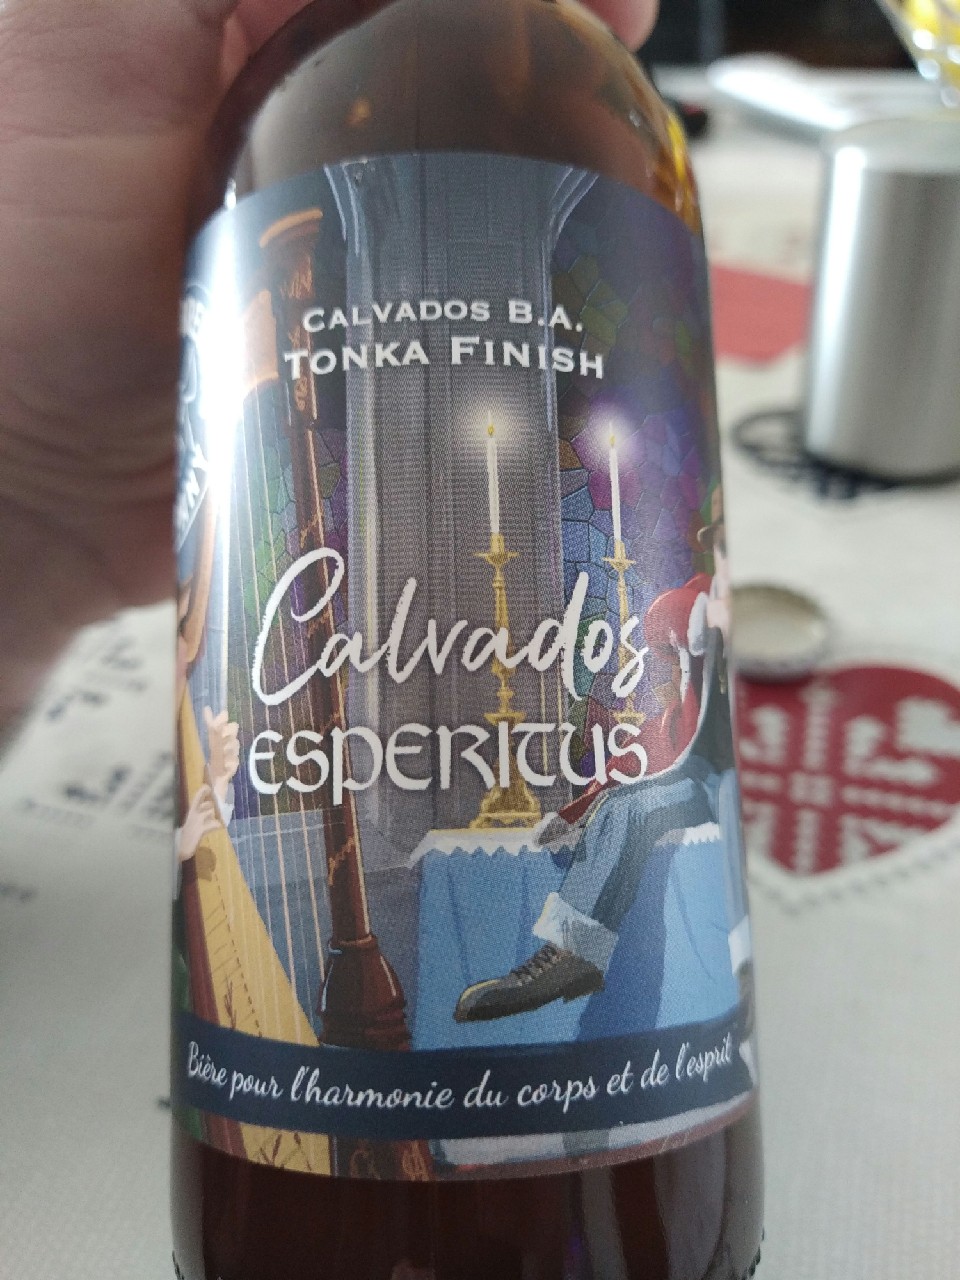 CALVADOS B.A.
TONKA FINISH
Calvados
ESPERITUS
Bière pour l'harmonie du corps et de l'esprit